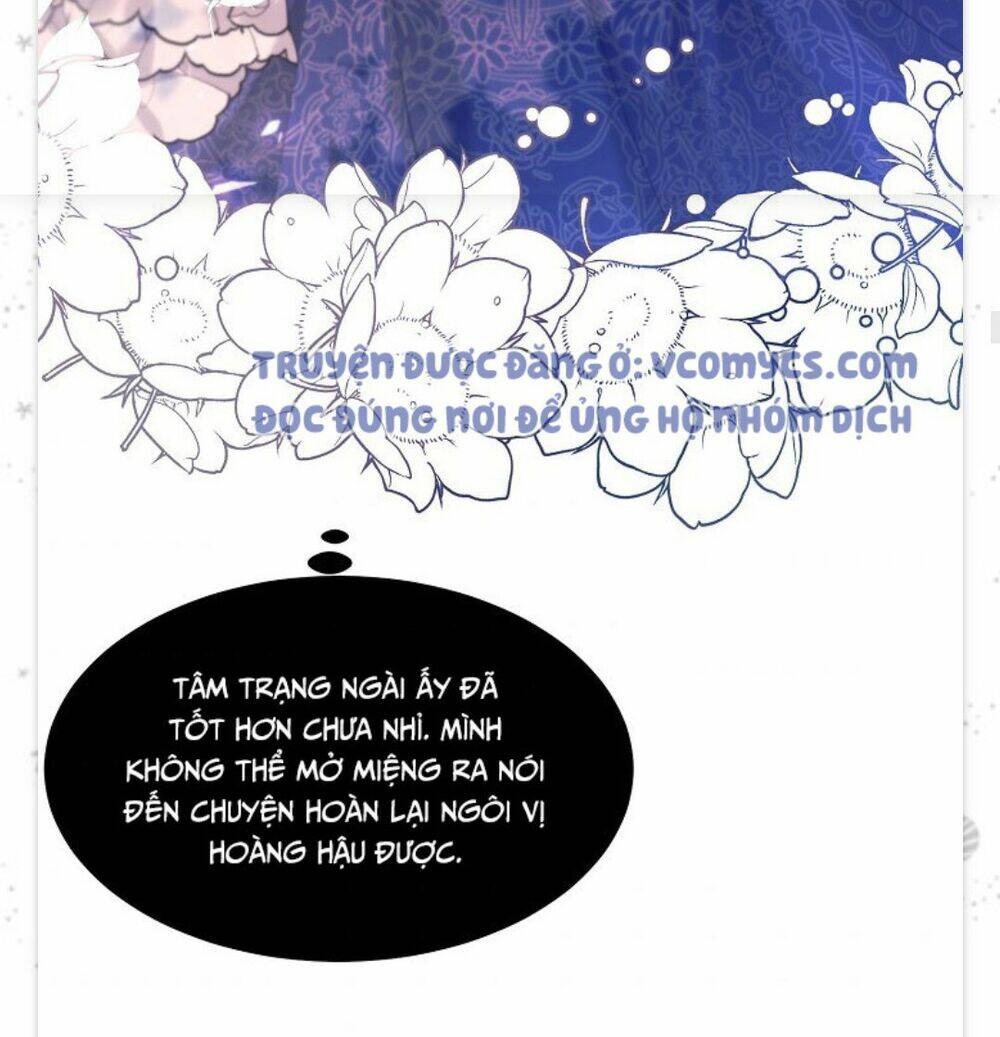 TRUYỆN ĐƯỢC ĐĂNG Ở: VCOMYCS.COM
ĐỌC ĐÚNG NƠI ĐỂ ỦNG HỘ NHÓM DỊCH
TÂM TRẠNG NGÀI ẤY ĐÃ
TỐT HƠN CHƯA NHỈ. MÌNH
KHÔNG THỂ MỞ MIỆNG RA NÓI
ĐẾN CHUYỆN HOÀN LẠI NGÔI VỊ
HOÀNG HẬU ĐƯỢC.